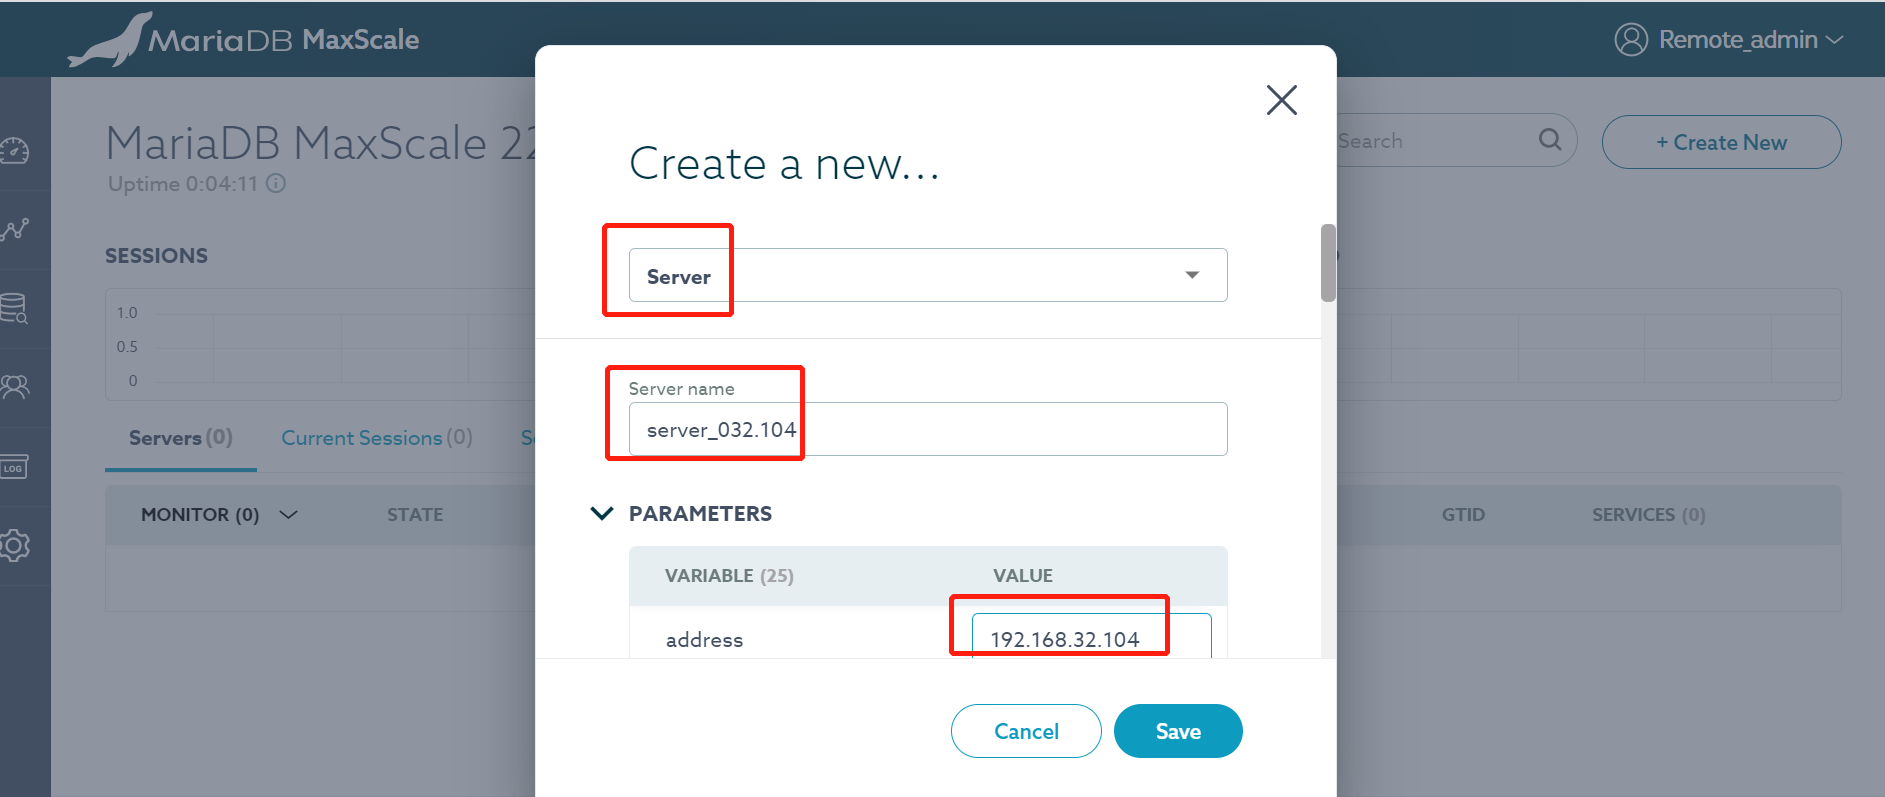 MariaDB MaxScale
Remote_admin
MariaDB MaxScale 22
Uptime 0:04:11
Search
+ Create New
Create a new...
SESSIONS
Server
1.0
0.5
0
Server name
server_032.104
Servers (0)
Current Sessions (0)
PARAMETERS
MONITOR (0)
STATE
GTID
SERVICES (0)
VARIABLE (25)
VALUE
address
192.168.32.104
LOG
Cancel
Save